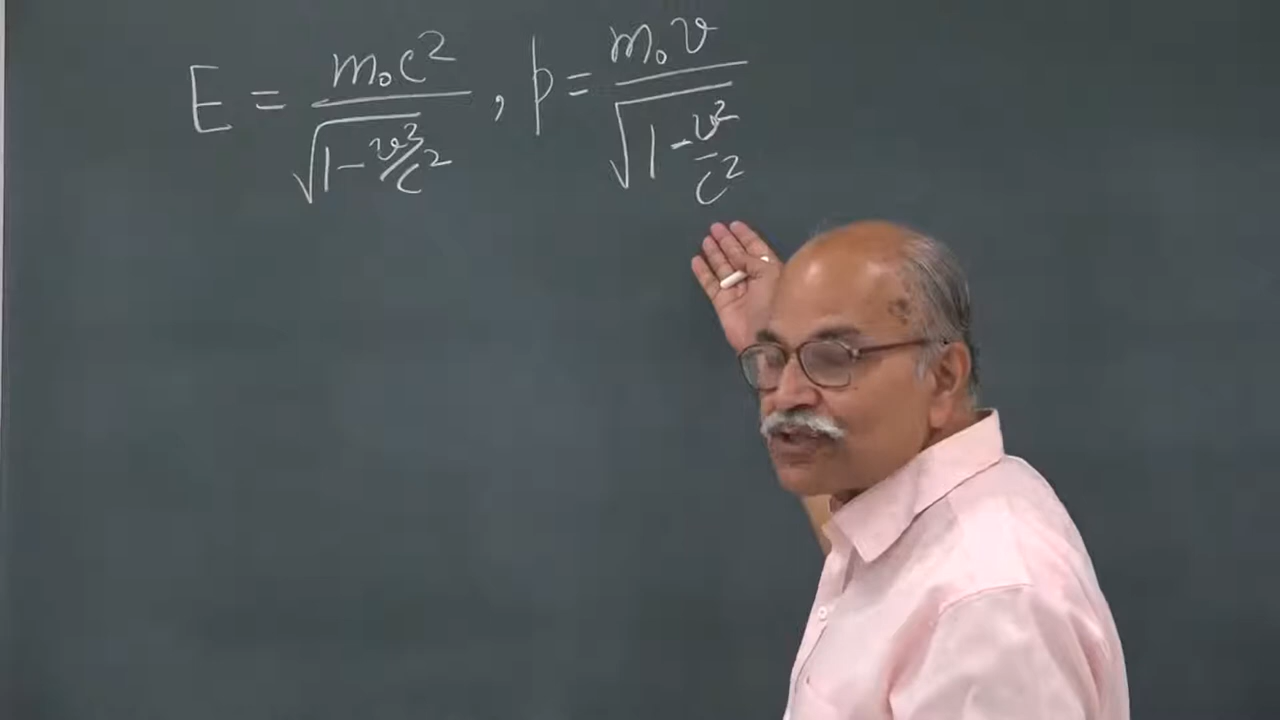 E = m₀c² / √(1 - v²/c²) , p = m₀v / √(1 - v²/c²)